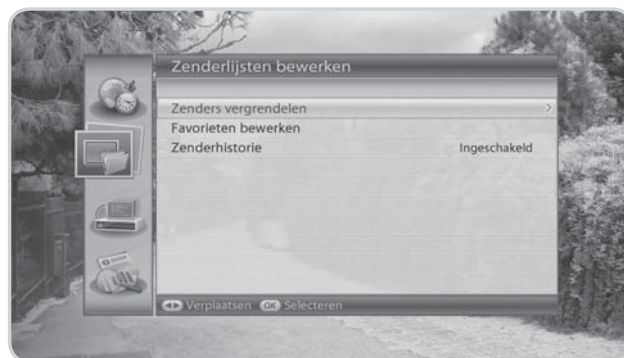 Zenderlijsten bewerken
Zenders vergrendelen
Favorieten bewerken
Zenderhistorie Ingeschakeld
Verplaatsen OK Selecteren